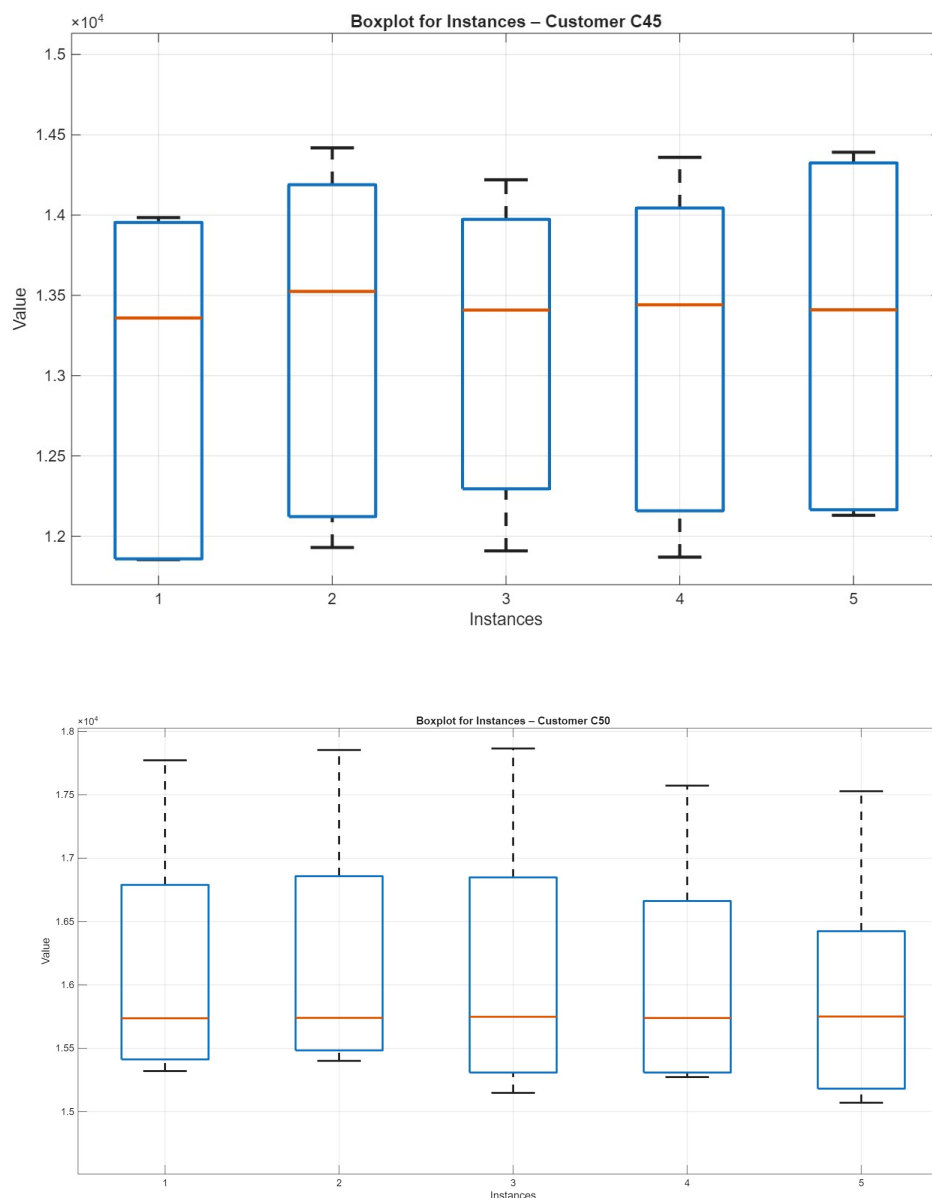 ×10⁴
Boxplot for Instances – Customer C45
1.5
1.45
1.4
1.35
1.3
1.25
1.2
Value
1 2 3 4 5
Instances
×10⁴
Boxplot for Instances – Customer C50
1.8
1.75
1.7
1.65
1.6
1.55
1.5
Value
1 2 3 4 5
Instances